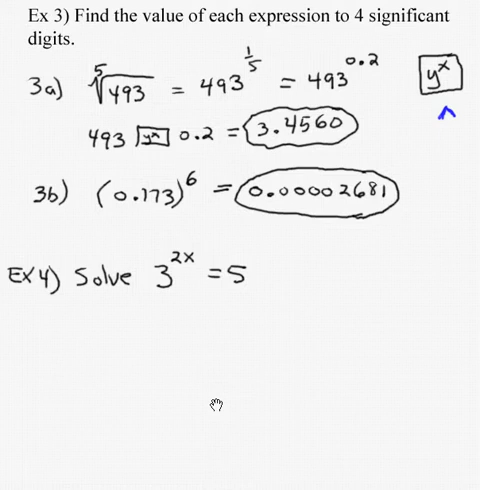 Ex 3) Find the value of each expression to 4 significant
digits.
3a) ⁵√493 = 493^(1/5) = 493^0.2 y^x
493 y^x 0.2 = 3.4560
^
3b) (0.173)^6 = 0.00002681
EX 4) Solve 3^2x = 5